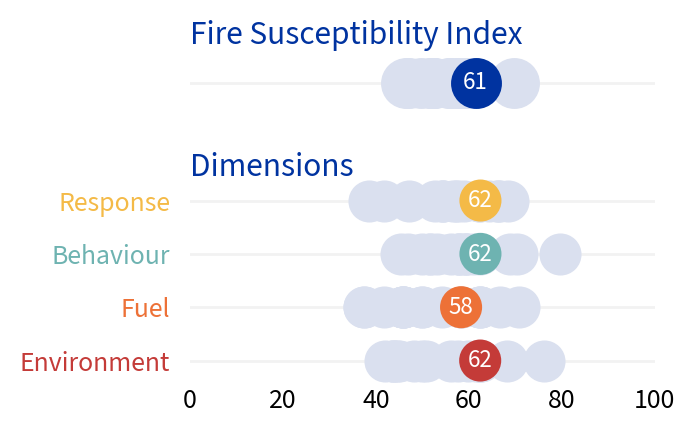 Fire Susceptibility Index
61
Dimensions
Response 62
Behaviour 62
Fuel 58
Environment 62
0 20 40 60 80 100